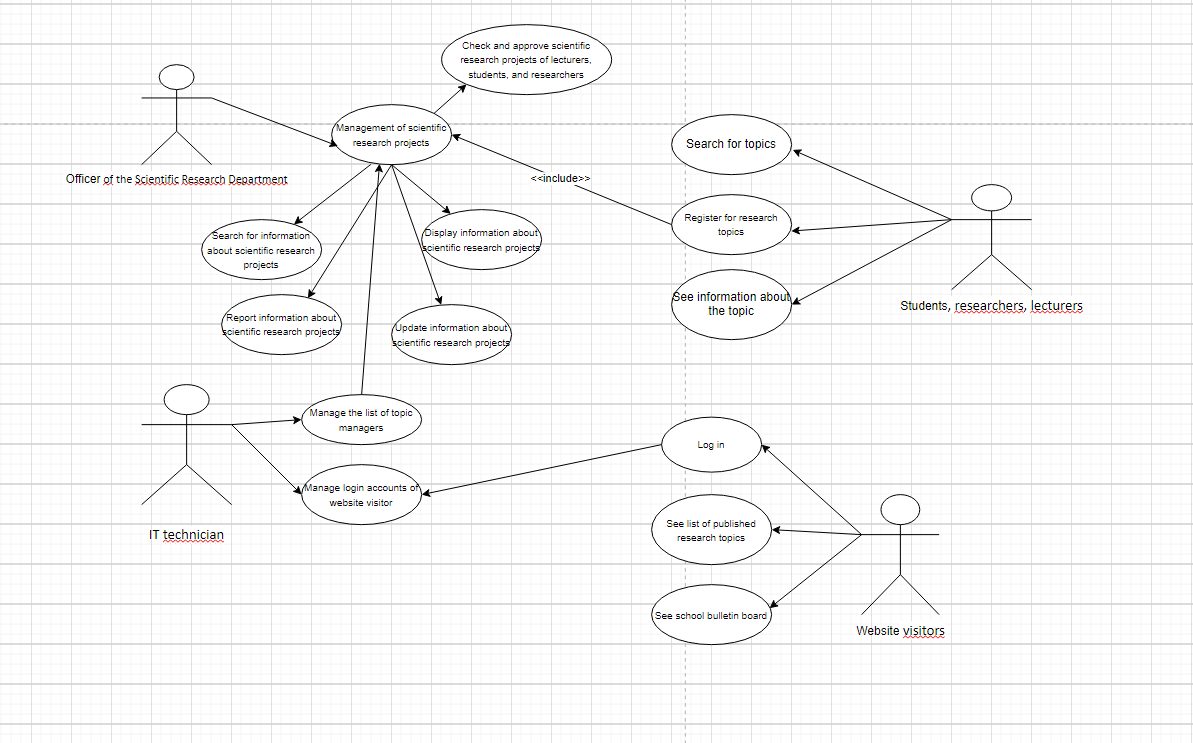 Check and approve scientific
research projects of lecturers,
students, and researchers
Management of scientific
research projects
Officer of the Scientific Research Department
<<include>>
Search for topics
Register for research
topics
See information about
the topic
Students, researchers, lecturers
Search for information
about scientific research
projects
Display information about
scientific research projects
Report information about
scientific research projects
Update information about
scientific research projects
Manage the list of topic
managers
Manage login accounts of
website visitor
IT technician
Log in
See list of published
research topics
See school bulletin board
Website visitors